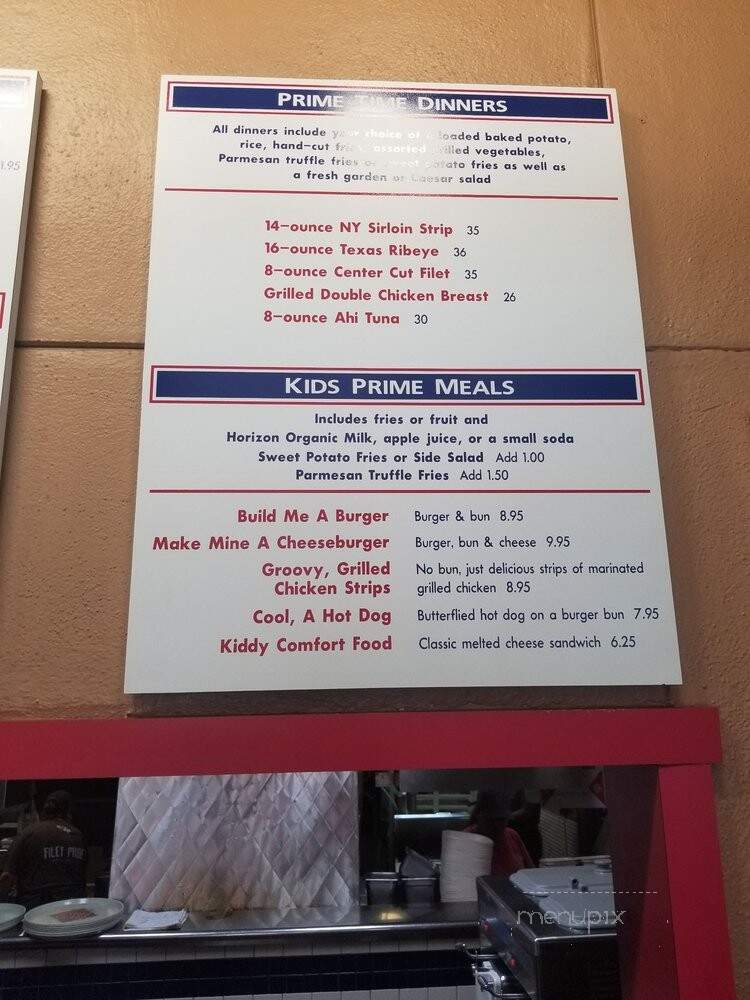 PRIME TIME DINNERS
All dinners include your choice of a loaded baked potato,
rice, hand-cut fries, assorted grilled vegetables,
Parmesan truffle fries or sweet potato fries as well as
a fresh garden or Caesar salad
14-ounce NY Sirloin Strip 35
16-ounce Texas Ribeye 36
8-ounce Center Cut Filet 35
Grilled Double Chicken Breast 26
8-ounce Ahi Tuna 30
KIDS PRIME MEALS
Includes fries or fruit and
Horizon Organic Milk, apple juice, or a small soda
Sweet Potato Fries or Side Salad Add 1.00
Parmesan Truffle Fries Add 1.50
Build Me A Burger Burger & bun 8.95
Make Mine A Cheeseburger Burger, bun & cheese 9.95
Groovy, Grilled No bun, just delicious strips of marinated
Chicken Strips grilled chicken 8.95
Cool, A Hot Dog Butterflied hot dog on a burger bun 7.95
Kiddy Comfort Food Classic melted cheese sandwich 6.25
FILET
menupix